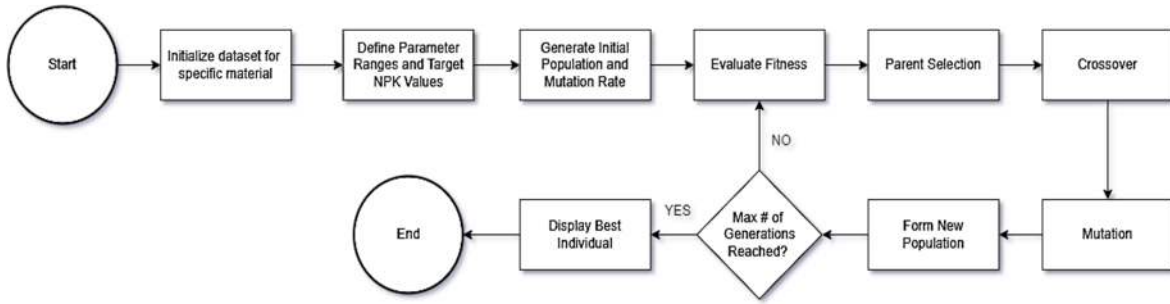 Start
Initialize dataset for
specific material
Define Parameter
Ranges and Target
NPK Values
Generate Initial
Population and
Mutation Rate
Evaluate Fitness
Parent Selection
Crossover
NO
Mutation
Form New
Population
Max # of
Generations
Reached?
YES
Display Best
Individual
End